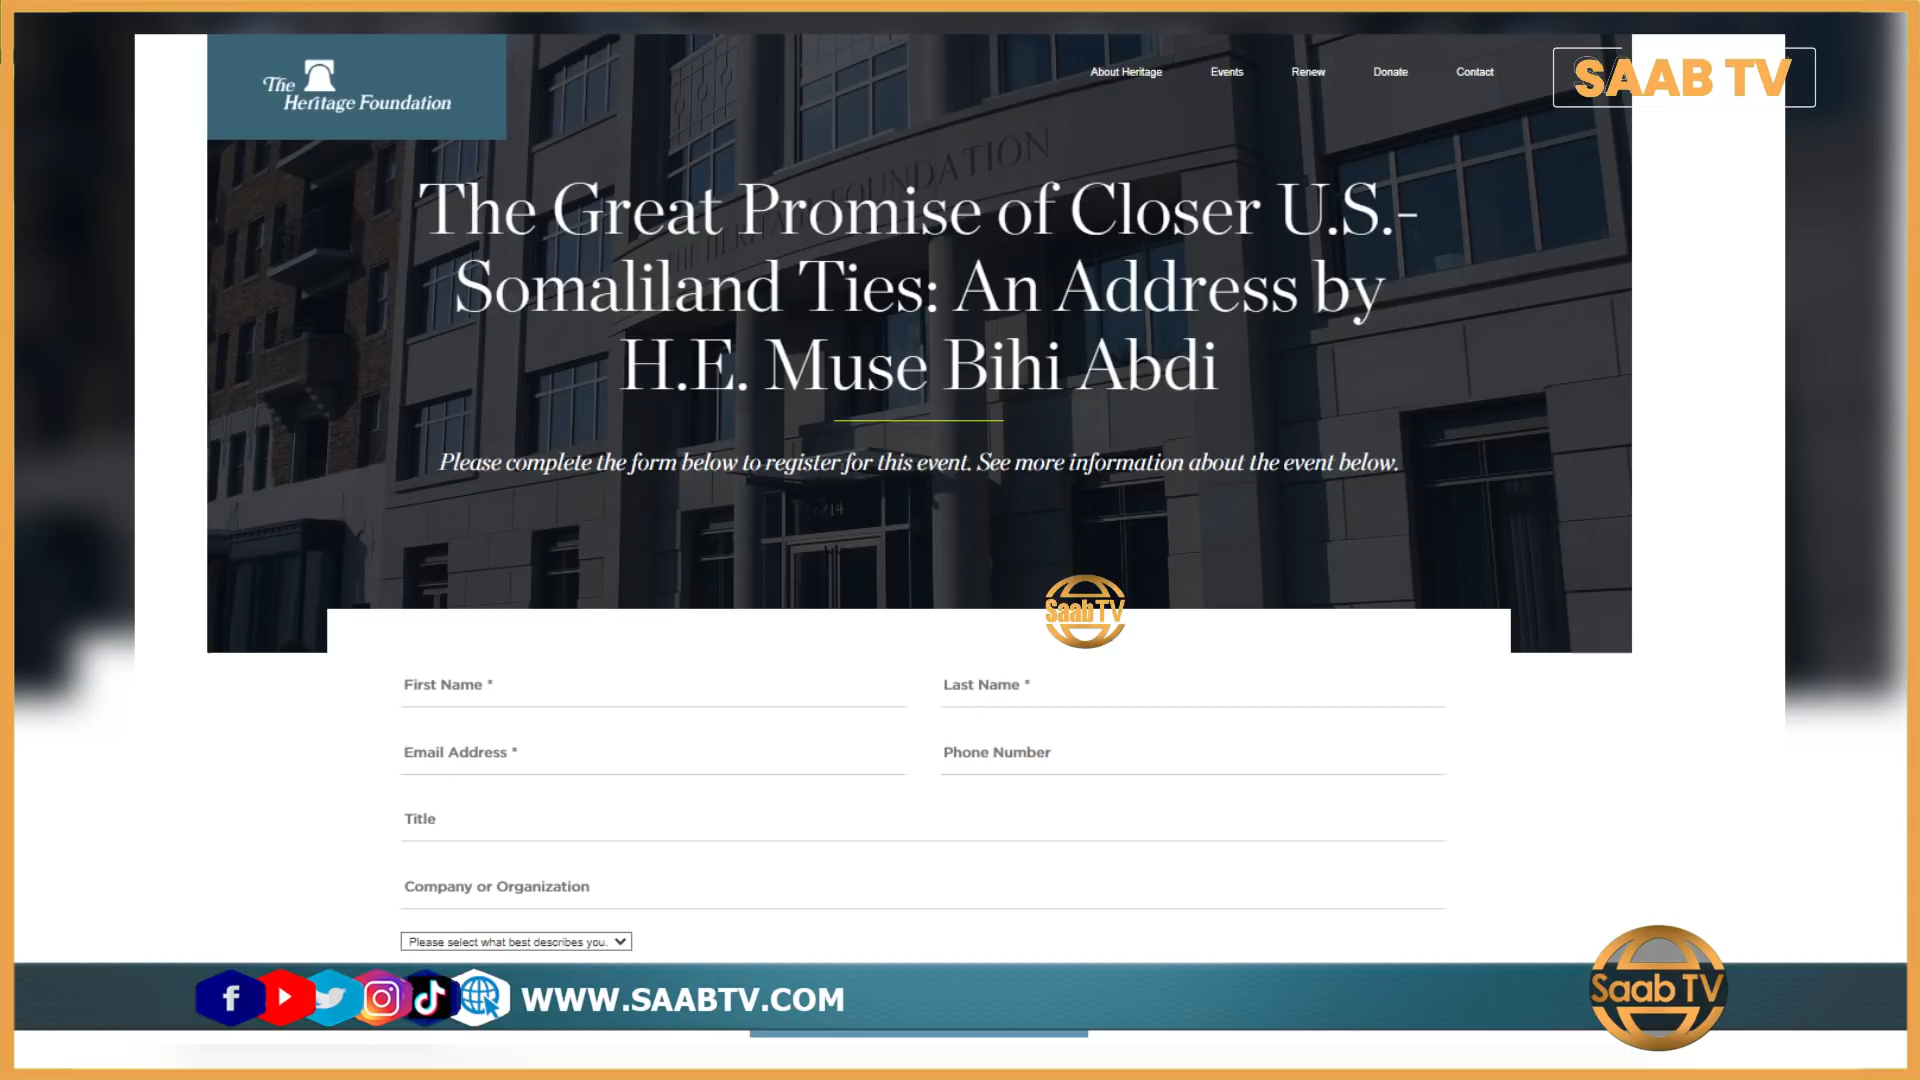 The
Heritage Foundation
About Heritage
Events
Renew
Donate
Contact
SAAB TV
FOUNDATION
The Great Promise of Closer U.S.-
Somaliland Ties: An Address by
H.E. Muse Bihi Abdi
Please complete the form below to register for this event. See more information about the event below.
214
SaabTV
First Name *
Last Name *
Email Address *
Phone Number
Title
Company or Organization
Please select what best describes you.
WWW.SAABTV.COM
Saab TV